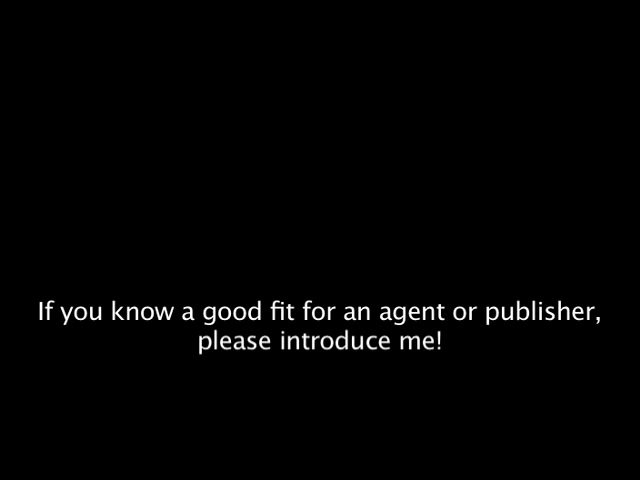 If you know a good fit for an agent or publisher,
please introduce me!